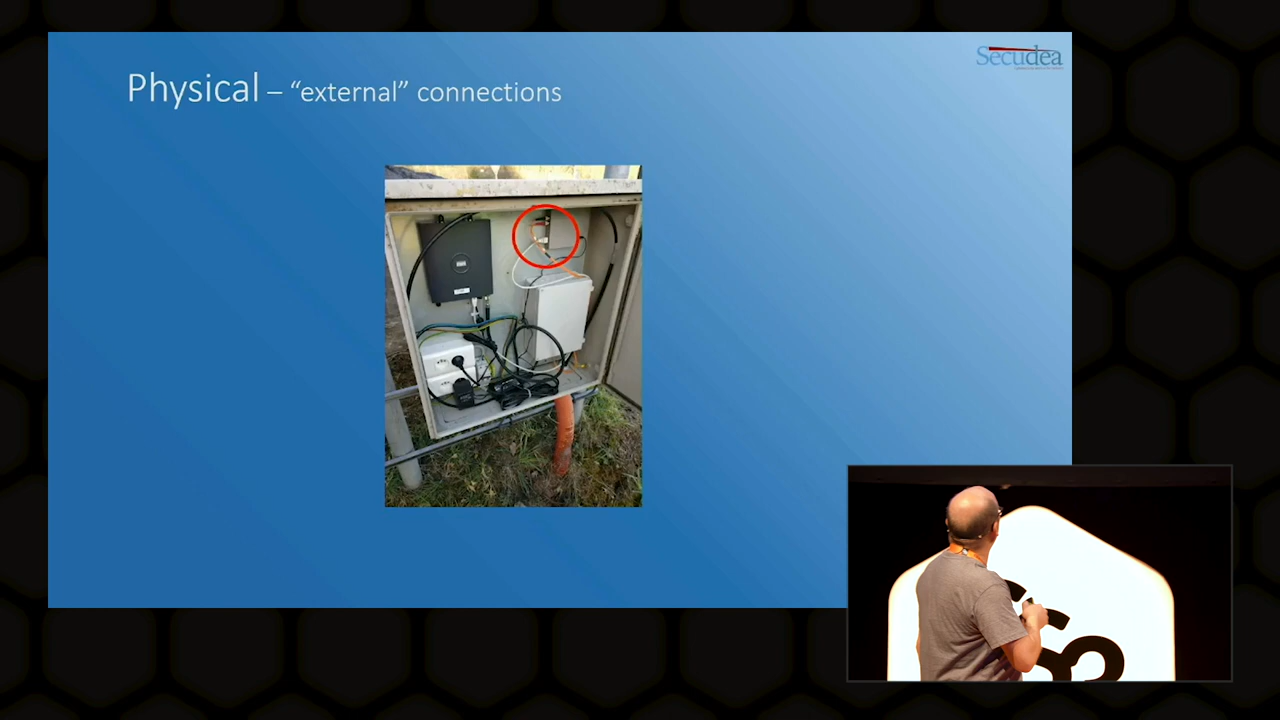 Secudea
Physical – “external” connections